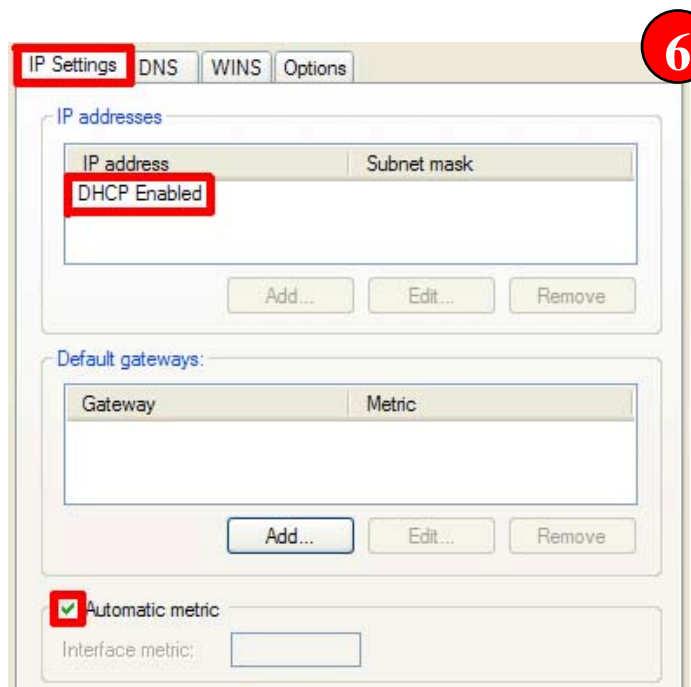 6
IP Settings DNS WINS Options
IP addresses
IP address Subnet mask
DHCP Enabled
Add... Edit... Remove
Default gateways:
Gateway Metric
Add... Edit... Remove
Automatic metric
Interface metric: